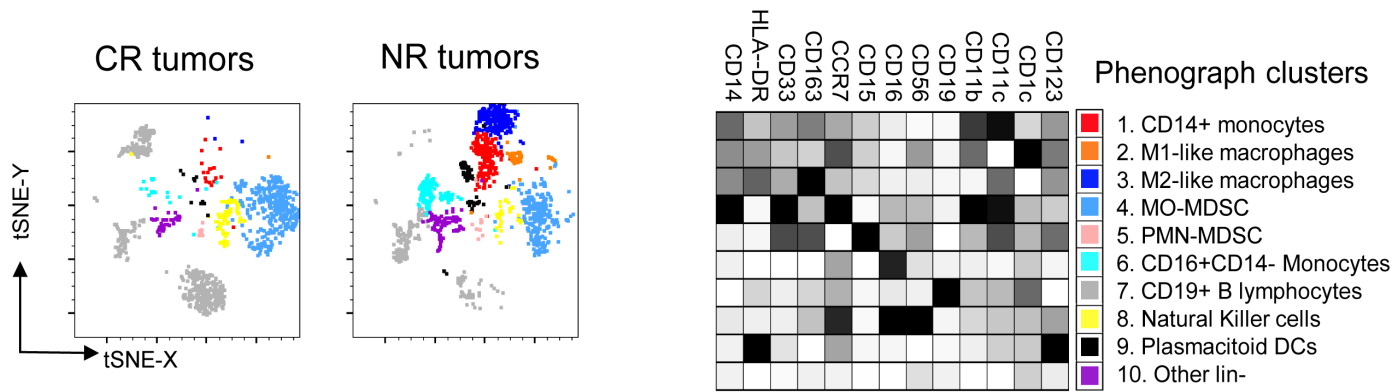 CR tumors
NR tumors
tSNE-Y
tSNE-X
CD14
HLA--DR
CD33
CD163
CCR7
CD15
CD16
CD56
CD19
CD11b
CD11c
CD1c
CD123
Phenograph clusters
1. CD14+ monocytes
2. M1-like macrophages
3. M2-like macrophages
4. MO-MDSC
5. PMN-MDSC
6. CD16+CD14- Monocytes
7. CD19+ B lymphocytes
8. Natural Killer cells
9. Plasmacitoid DCs
10. Other lin-